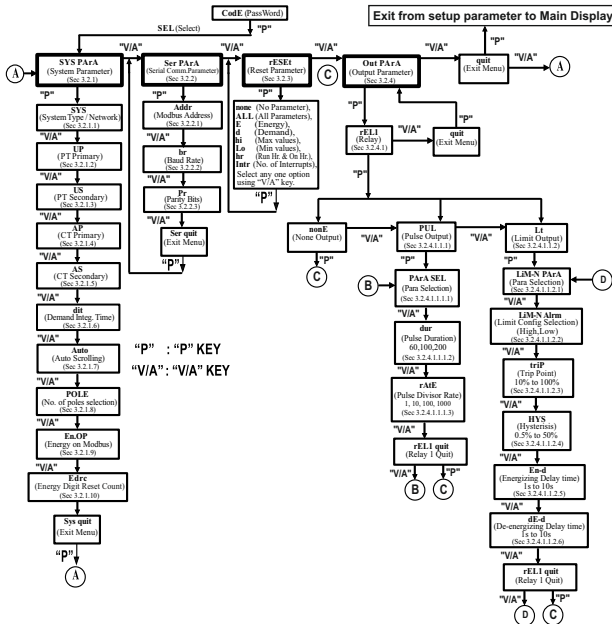 CodE (PassWord)
Exit from setup parameter to Main Display
SEL(Select)
"P"
"P"
A
SYS PArA
(System Parameter)
(Sec 3.2.1)
"V/A"
Ser PArA
(Serial Comm.Parameter)
(Sec 3.2.2)
"V/A"
rESEt
(Reset Parameter)
(Sec 3.2.3)
"V/A"
C
Out PArA
(Output Parameter)
(Sec 3.2.4)
"V/A"
quit
(Exit Menu)
"V/A"
A
"P"
SYS
(System Type / Network)
(Sec 3.2.1.1)
"V/A"
UP
(PT Primary)
(Sec 3.2.1.2)
"V/A"
US
(PT Secondary)
(Sec 3.2.1.3)
"V/A"
AP
(CT Primary)
(Sec 3.2.1.4)
"V/A"
AS
(CT Secondary)
(Sec 3.2.1.5)
"V/A"
dit
(Demand Integ. Time)
(Sec 3.2.1.6)
"V/A"
Auto
(Auto Scrolling)
(Sec 3.2.1.7)
"V/A"
POLE
(No. of poles selection)
(Sec 3.2.1.8)
"V/A"
En.OP
(Energy on Modbus)
(Sec 3.2.1.9)
"V/A"
Edrc
(Energy Digit Reset Count)
(Sec 3.2.1.10)
"V/A"
Sys quit
(Exit Menu)
"P"
A
"P"
Addr
(Modbus Address)
(Sec 3.2.2.1)
"V/A"
br
(Baud Rate)
(Sec 3.2.2.2)
"V/A"
Pr
(Parity Bits)
(Sec 3.2.2.3)
"V/A"
Ser quit
(Exit Menu)
"P"
"P"
none (No Parameter),
ALL (All Parameters),
E (Energy),
d (Demand),
hi (Max values)
Lo (Min values),
hr (Run Hr. & On Hr.),
Intr (No. of Interrupts),
Select any one option
using "V/A" key.
"P"
"P"
rEL1
(Relay)
(Sec 3.2.4.1)
"V/A"
quit
(Exit Menu)
"P"
"P"
nonE
(None Output)
"V/A"
PUL
(Pulse Output)
(Sec 3.2.4.1.1.1)
"V/A"
Lt
(Limit Output)
(Sec 3.2.4.1.1.2)
"P"
C
"P"
B
PArA SEL
(Para Selection)
(Sec 3.2.4.1.1.1.1)
"V/A"
dur
(Pulse Duration)
60,100,200
(Sec 3.2.4.1.1.1.2)
"V/A"
rAtE
(Pulse Divisor Rate)
1, 10, 100, 1000
(Sec 3.2.4.1.1.1.3)
"V/A"
rEL1 quit
(Relay 1 Quit)
"V/A"
"P"
B
C
"P"
LiM-N PArA
(Para Selection)
(Sec 3.2.4.1.1.2.1)
D
"V/A"
LiM-N Alrm
(Limit Config Selection)
(High,Low)
(Sec 3.2.4.1.1.2.2)
"V/A"
triP
(Trip Point)
10% to 100%
(Sec 3.2.4.1.1.2.3)
"V/A"
HYS
(Hysterisis)
0.5% to 50%
(Sec 3.2.4.1.1.2.4)
"V/A"
En-d
(Energizing Delay time)
1s to 10s
(Sec 3.2.4.1.1.2.5)
"V/A"
dE-d
(De-energizing Delay time)
1s to 10s
(Sec 3.2.4.1.1.2.6)
"V/A"
rEL1 quit
(Relay 1 Quit)
"V/A"
"P"
D
C
"P" : "P" KEY
"V/A": "V/A" KEY